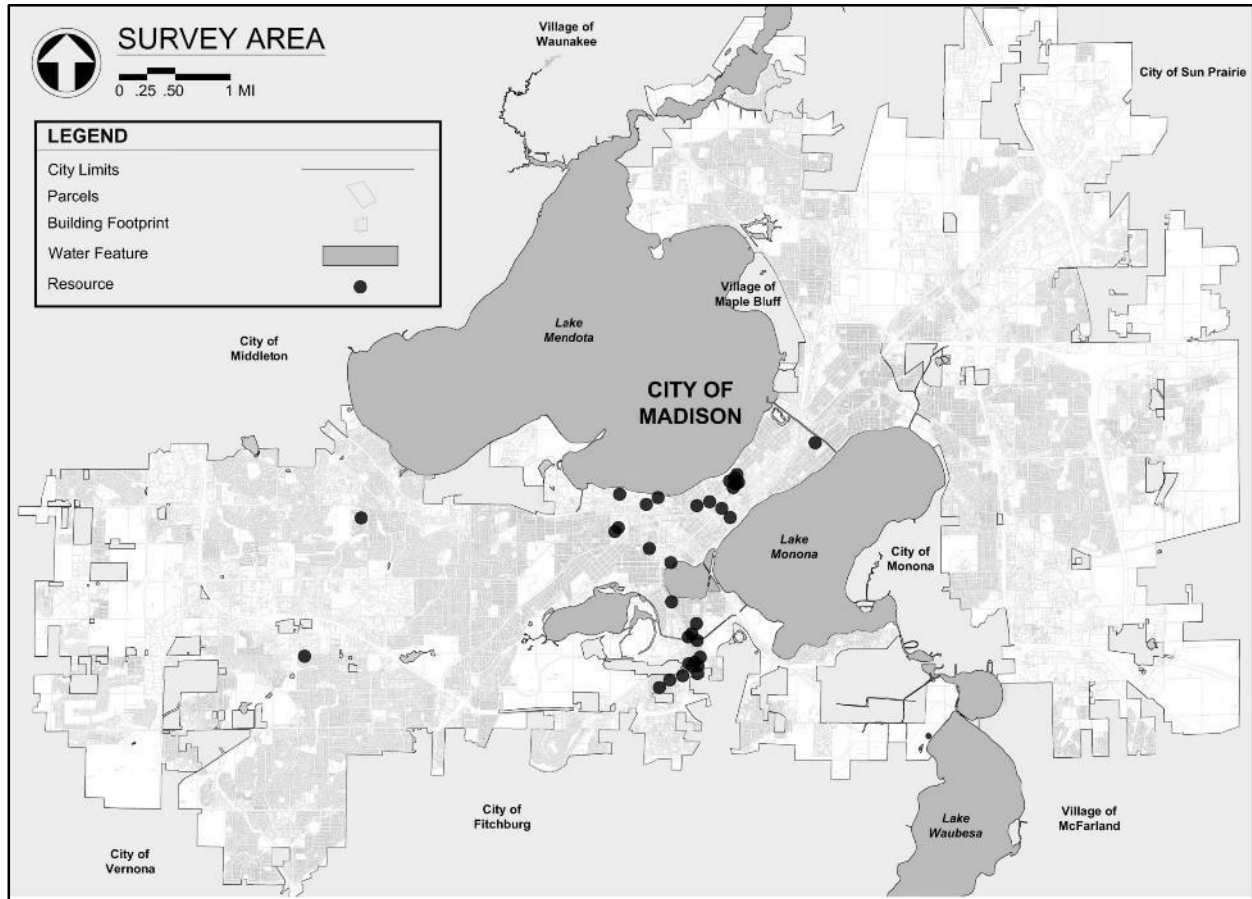 SURVEY AREA
0 .25 .50 1 MI
LEGEND
City Limits
Parcels
Building Footprint
Water Feature
Resource
Village of
Waunakee
City of Sun Prairie
Village of
Maple Bluff
Lake
Mendota
City of
Middleton
CITY OF
MADISON
Lake
Monona
City of
Monona
City of
Fitchburg
Lake
Waubesa
Village of
McFarland
City of
Vernona